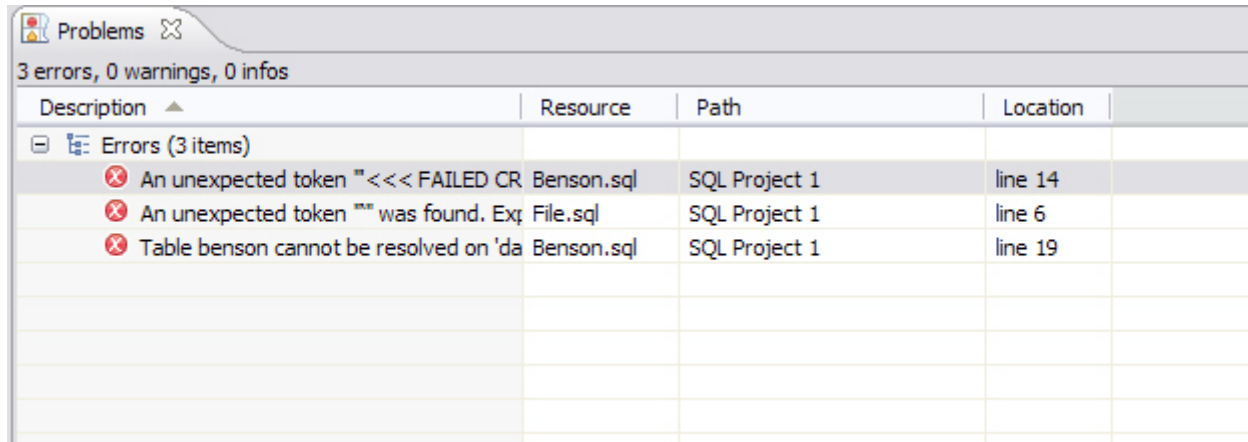 Problems
3 errors, 0 warnings, 0 infos
Description Resource Path Location
Errors (3 items)
An unexpected token "<<< FAILED CR Benson.sql SQL Project 1 line 14
An unexpected token """ was found. Exp File.sql SQL Project 1 line 6
Table benson cannot be resolved on 'da Benson.sql SQL Project 1 line 19